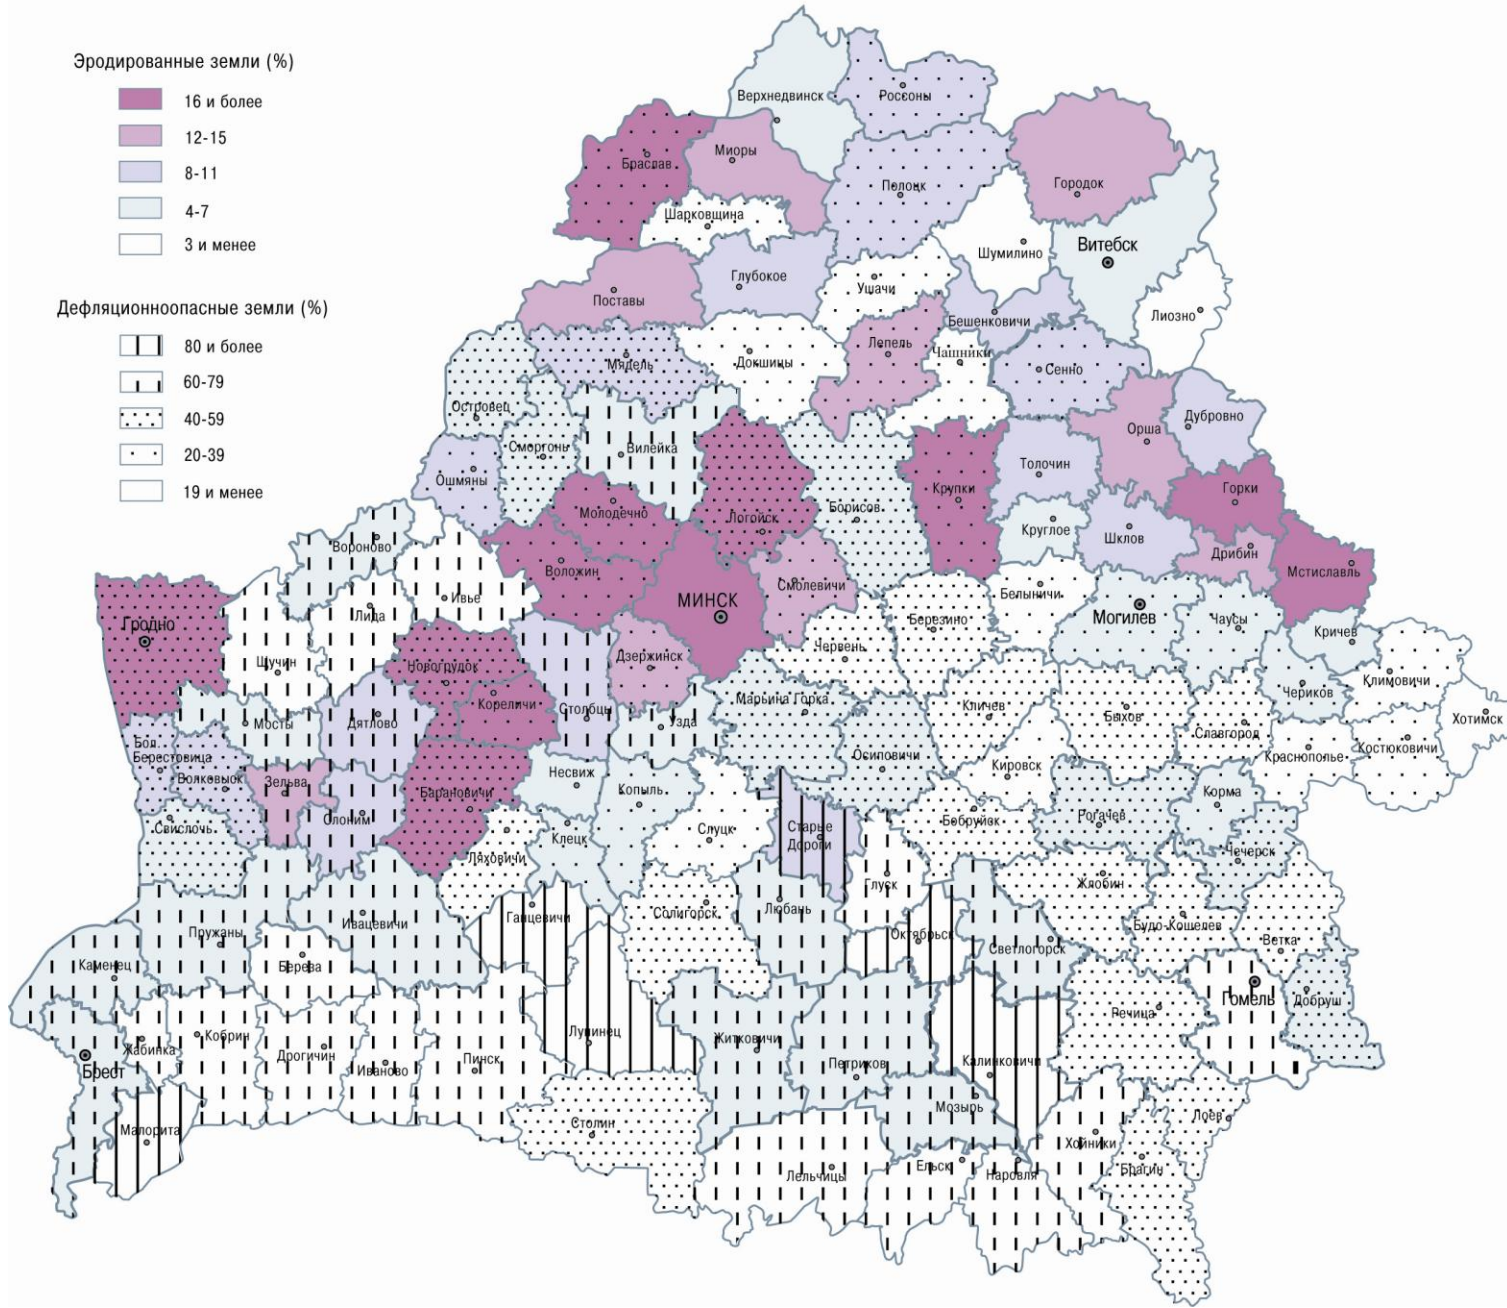 Эродированные земли (%)
16 и более
12-15
8-11
4-7
3 и менее
Дефляционноопасные земли (%)
80 и более
60-79
40-59
20-39
19 и менее
Верхнедвинск
Россоны
Браслав
Миоры
Полоцк
Городок
Шарковщина
Шумилино
Витебск
Глубокое
Ушачи
Поставы
Бешенковичи
Лиозно
Мядель
Докшицы
Лепель
Чашники
Сенно
Островец
Дубровно
Орша
Сморгонь
Вилейка
Толочин
Ошмяны
Крупки
Горки
Молодечно
Логойск
Борисов
Круглое
Шклов
Дрибин
Вороново
Воложин
Мстиславль
Смолевичи
Ивье
МИНСК
Белыничи
Лида
Гродно
Березино
Могилев
Чаусы
Кричев
Щучин
Новогрудок
Дзержинск
Червень
Климовичи
Чериков
Кореличи
Марьина Горка
Мосты
Дятлово
Столбцы
Узда
Кличев
Быхов
Славгород
Хотимск
Бол.
Берестовица
Осиповичи
Краснополье
Костюковичи
Волковыск
Зельва
Несвиж
Кировск
Барановичи
Копыль
Корма
Свислочь
Слоним
Слуцк
Старые
Дороги
Бобруйск
Рогачев
Клецк
Ляховичи
Чечерск
Глуск
Жлобин
Ганцевичи
Солигорск
Любань
Ивацевичи
Пружаны
Октябрьск
Светлогорск
Будо-Кошелев
Ветка
Каменец
Берева
Гомель
Добруш
Речица
Кобрин
Лунинец
Житковичи
Жабинка
Дрогичин
Пинск
Калинковичи
Брест
Иваново
Петриков
Мозырь
Лоев
Малорита
Столин
Хойники
Ельск
Брагин
Лельчицы
Наровля